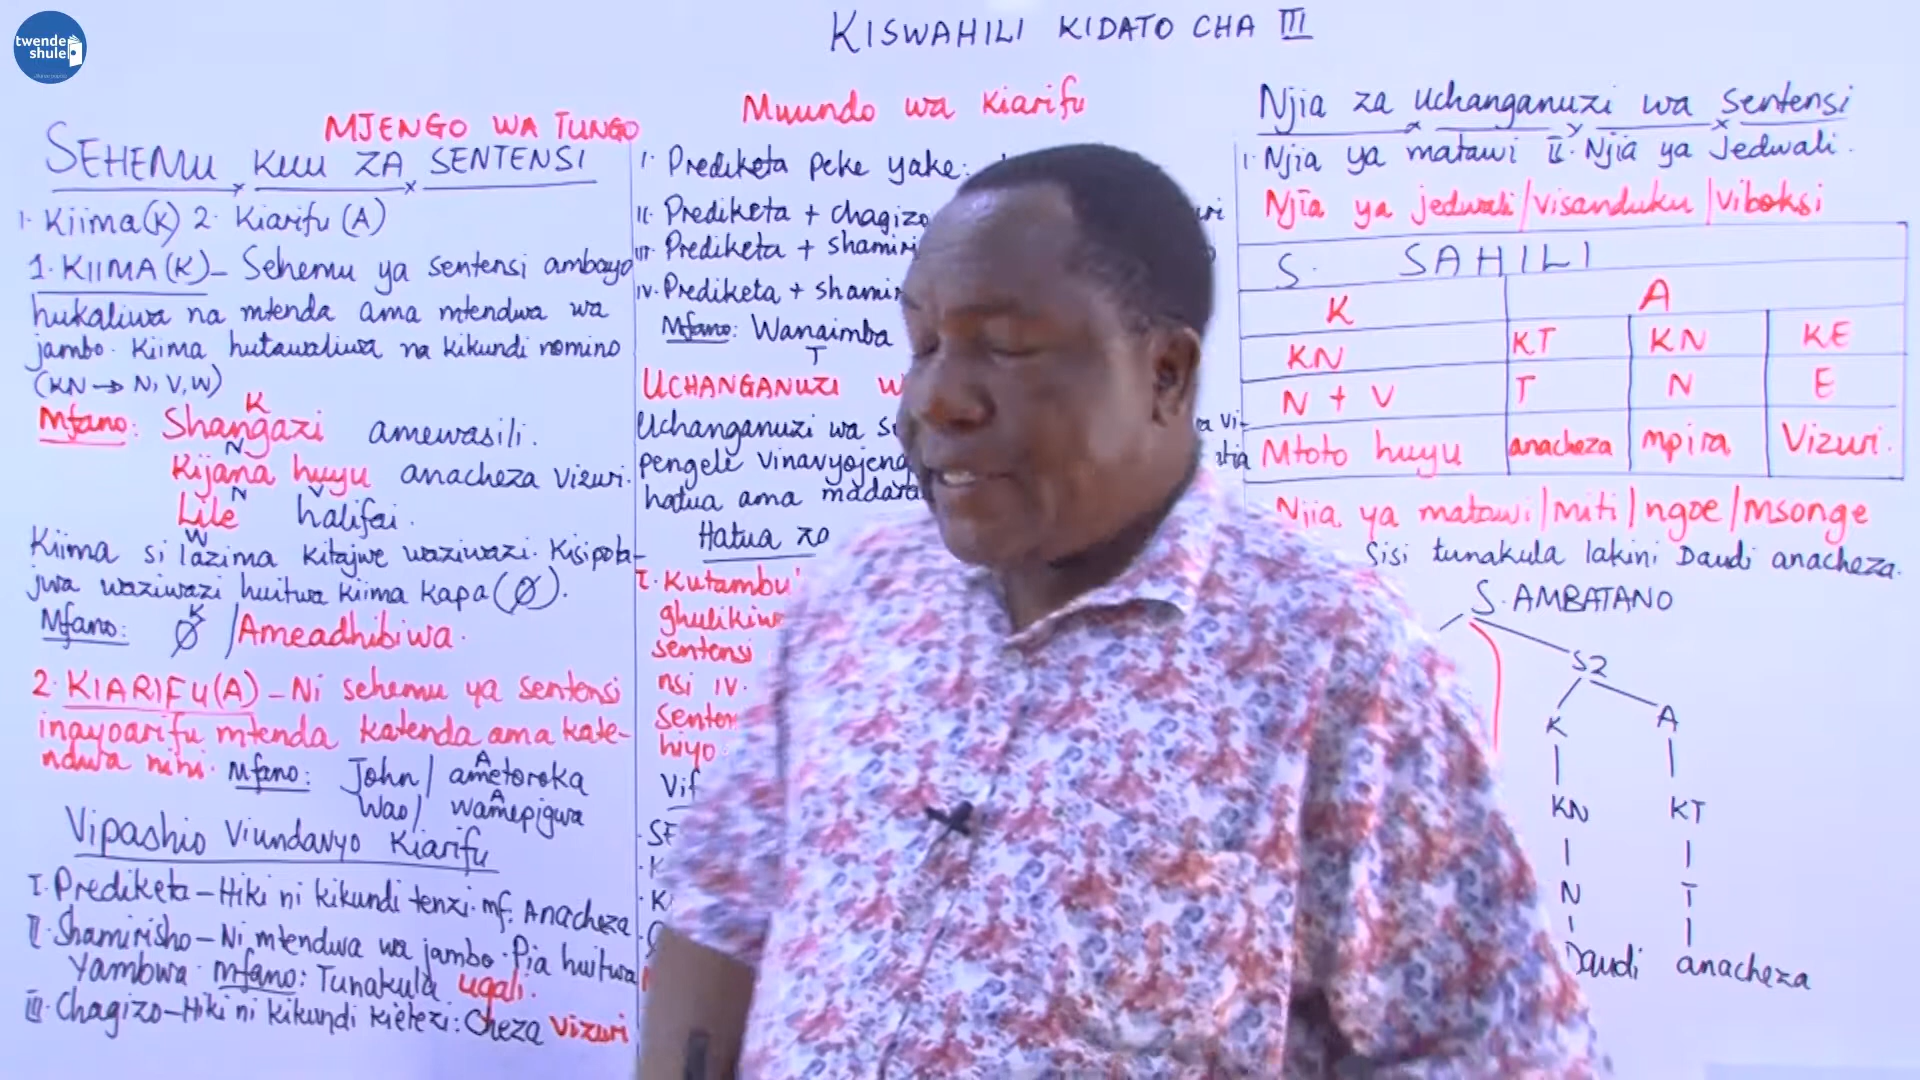 twende
shule
KISWAHILI KIDATO CHA III
MJENGO WA TUNGO
SEHEMU KUU ZA SENTENSI
1. Kiima(K) 2. Kiarifu (A)
1. KIIMA (K) - Sehemu ya sentensi ambayo
hukaliwa na mtenda ama mtendwa wa
jambo. Kiima hutawaliwa na kikundi nomino
(KN → N, V, W)
K
Mfano: Shangazi amewasili.
N
Kijana huyu anacheza vizuri.
N V
Lile halifai.
W
Kiima si lazima kitajwe waziwazi. Kisipota-
jwa waziwazi huitwa kiima kapa (Ø).
K
Mfano: Ø / Ameadhibiwa.
2. KIARIFU(A) - Ni sehemu ya sentensi
inayoarifu mtenda katenda ama kate-
ndwa nini. Mfano: John / ametoroka
A
Wao / wamepigwa
A
Vipashio Viundavyo Kiarifu
I. Prediketa - Hiki ni kikundi tenzi. mf. Anacheza
II. Shamirisho - Ni mtendwa wa jambo. Pia huitwa
Yambwa. mfano: Tunakula ugali.
III. Chagizo - Hiki ni kikundi kielezi: Cheza vizuri
Muundo wa Kiarifu
I. Prediketa peke yake:
II. Prediketa + chagizo
III. Prediketa + shamiri
IV. Prediketa + shamir
Mfano: Wanaimba
T
UCHANGANUZI W
Uchanganuzi wa s
pengele vinavyojeng
hatua ama madara
Hatua za
I. Kutambu
ghulikiw
sentensi
nsi IV.
Senten
hiyo
Vif
SE
K
K
Njia za Uchanganuzi wa Sentensi
I. Njia ya matawi II. Njia ya Jedwali.
Njia ya jedwali/visanduku/viboksi
S. SAHILI
K A
KN KT KN KE
N + V T N E
Mtoto huyu anacheza mpira Vizuri.
Njia ya matawi/miti/ngoe/msonge
Sisi tunakula lakini Daudi anacheza.
S. AMBATANO
S2
K A
KN KT
N T
Daudi anacheza